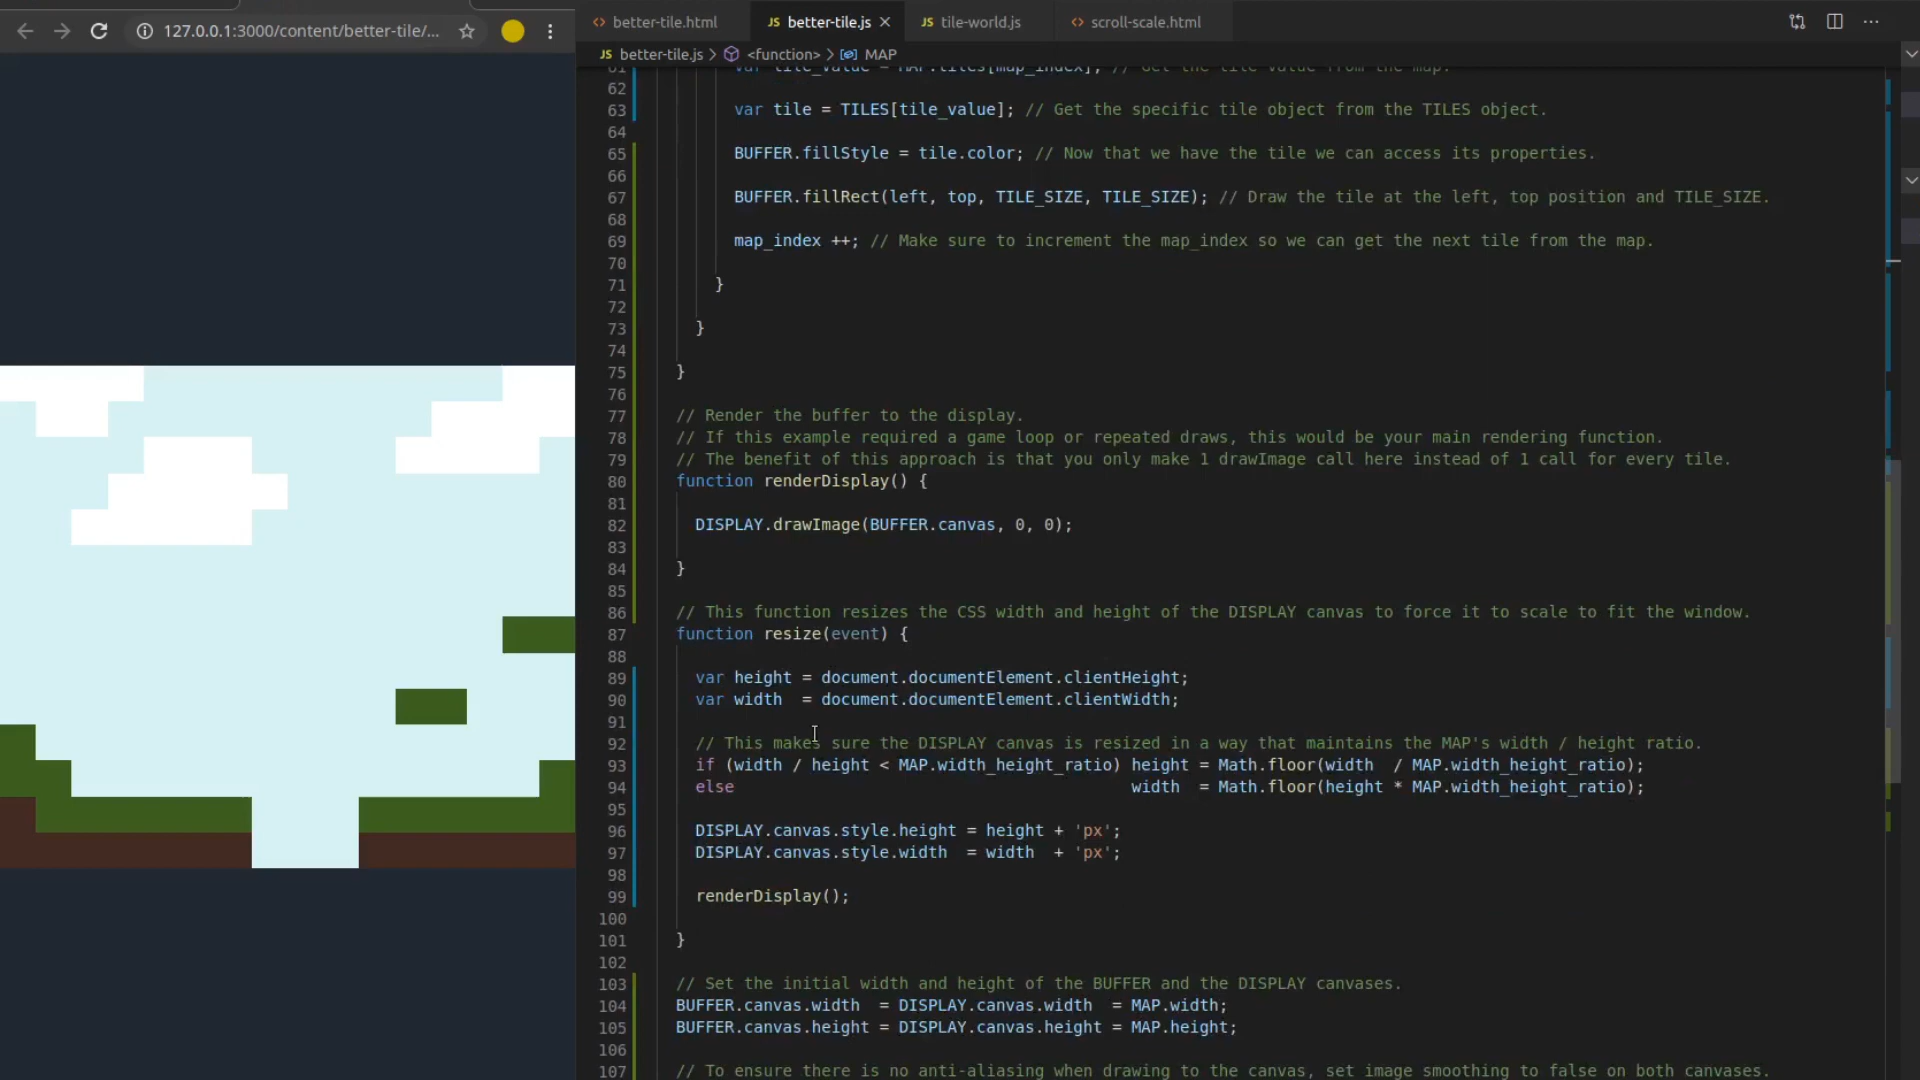 127.0.0.1:3000/content/better-tile/...
better-tile.html
JS better-tile.js
JS tile-world.js
scroll-scale.html
JS better-tile.js > <function> > MAP
61 var tile_value = MAP.tiles[map_index]; // Get the tile value from the map.
62
63 var tile = TILES[tile_value]; // Get the specific tile object from the TILES object.
64
65 BUFFER.fillStyle = tile.color; // Now that we have the tile we can access its properties.
66
67 BUFFER.fillRect(left, top, TILE_SIZE, TILE_SIZE); // Draw the tile at the left, top position and TILE_SIZE.
68
69 map_index ++; // Make sure to increment the map_index so we can get the next tile from the map.
70
71 }
72
73 }
74
75 }
76
77 // Render the buffer to the display.
78 // If this example required a game loop or repeated draws, this would be your main rendering function.
79 // The benefit of this approach is that you only make 1 drawImage call here instead of 1 call for every tile.
80 function renderDisplay() {
81
82 DISPLAY.drawImage(BUFFER.canvas, 0, 0);
83
84 }
85
86 // This function resizes the CSS width and height of the DISPLAY canvas to force it to scale to fit the window.
87 function resize(event) {
88
89 var height = document.documentElement.clientHeight;
90 var width  = document.documentElement.clientWidth;
91
92 // This makes sure the DISPLAY canvas is resized in a way that maintains the MAP's width / height ratio.
93 if (width / height < MAP.width_height_ratio) height = Math.floor(width  / MAP.width_height_ratio);
94 else                                         width  = Math.floor(height * MAP.width_height_ratio);
95
96 DISPLAY.canvas.style.height = height + 'px';
97 DISPLAY.canvas.style.width  = width  + 'px';
98
99 renderDisplay();
100
101 }
102
103 // Set the initial width and height of the BUFFER and the DISPLAY canvases.
104 BUFFER.canvas.width  = DISPLAY.canvas.width  = MAP.width;
105 BUFFER.canvas.height = DISPLAY.canvas.height = MAP.height;
106
107 // To ensure there is no anti-aliasing when drawing to the canvas, set image smoothing to false on both canvases.